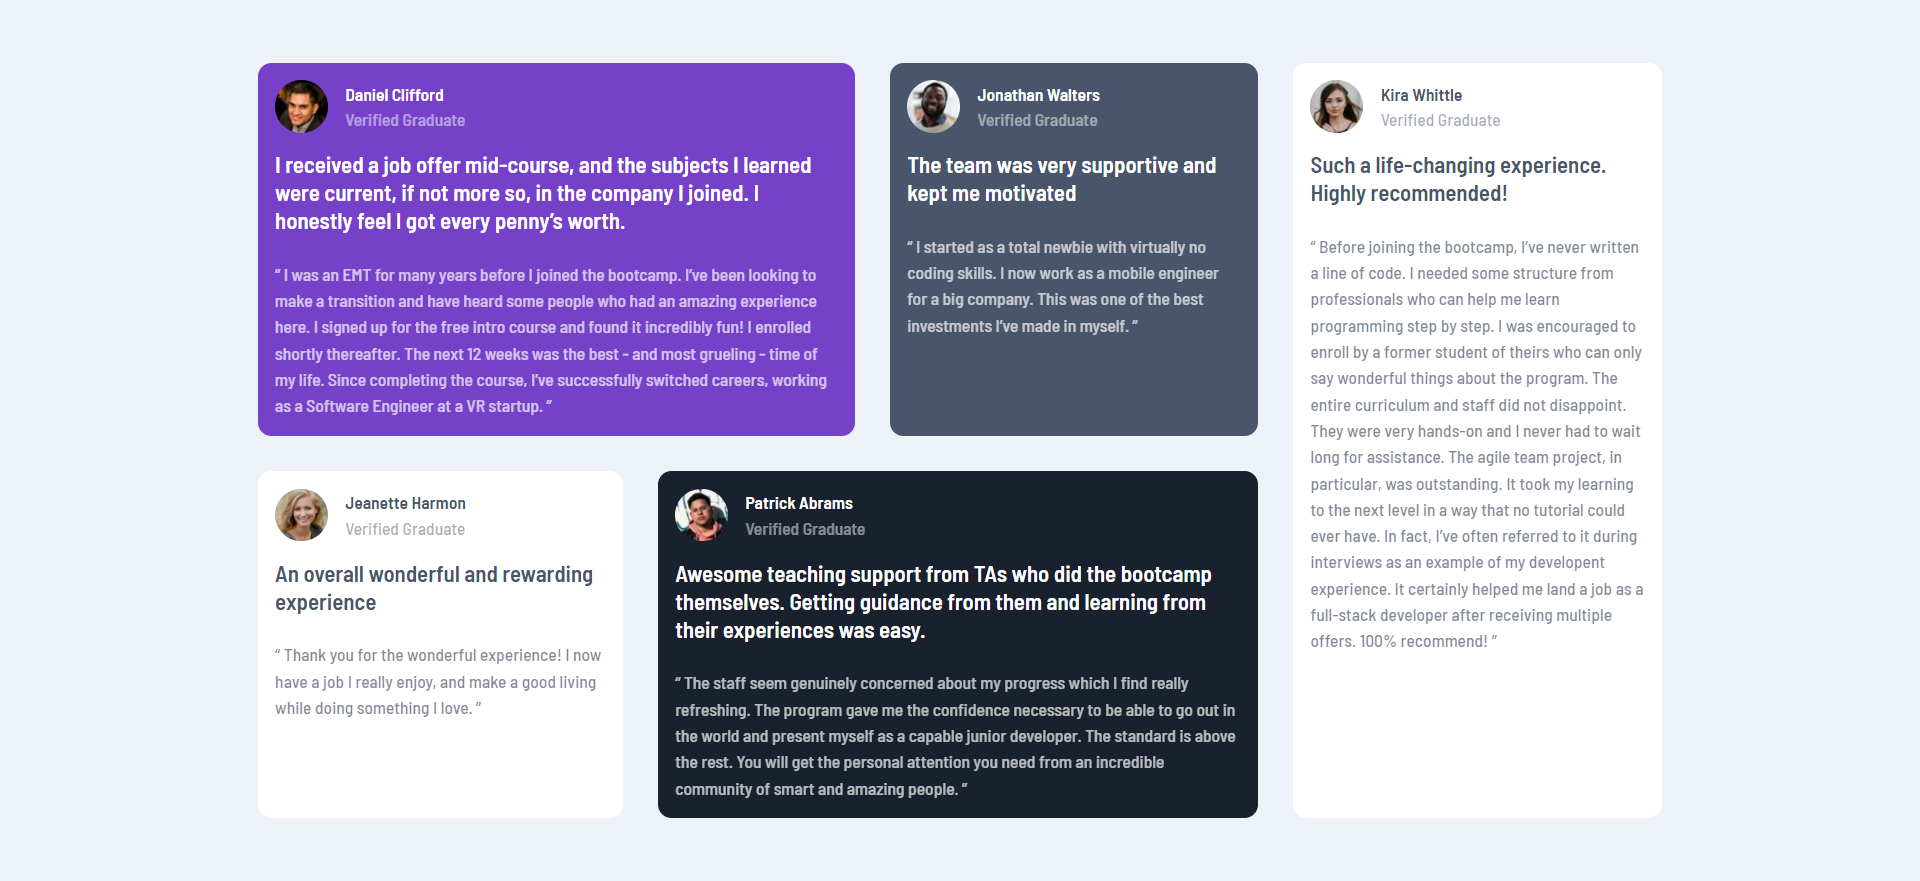 Daniel Clifford
Verified Graduate
I received a job offer mid-course, and the subjects I learned
were current, if not more so, in the company I joined. I
honestly feel I got every penny’s worth.
“ I was an EMT for many years before I joined the bootcamp. I’ve been looking to
make a transition and have heard some people who had an amazing experience
here. I signed up for the free intro course and found it incredibly fun! I enrolled
shortly thereafter. The next 12 weeks was the best - and most grueling - time of
my life. Since completing the course, I’ve successfully switched careers, working
as a Software Engineer at a VR startup. ”
Jonathan Walters
Verified Graduate
The team was very supportive and
kept me motivated
“ I started as a total newbie with virtually no
coding skills. I now work as a mobile engineer
for a big company. This was one of the best
investments I’ve made in myself. ”
Kira Whittle
Verified Graduate
Such a life-changing experience.
Highly recommended!
“ Before joining the bootcamp, I’ve never written
a line of code. I needed some structure from
professionals who can help me learn
programming step by step. I was encouraged to
enroll by a former student of theirs who can only
say wonderful things about the program. The
entire curriculum and staff did not disappoint.
They were very hands-on and I never had to wait
long for assistance. The agile team project, in
particular, was outstanding. It took my learning
to the next level in a way that no tutorial could
ever have. In fact, I’ve often referred to it during
interviews as an example of my developent
experience. It certainly helped me land a job as a
full-stack developer after receiving multiple
offers. 100% recommend! ”
Jeanette Harmon
Verified Graduate
An overall wonderful and rewarding
experience
“ Thank you for the wonderful experience! I now
have a job I really enjoy, and make a good living
while doing something I love. ”
Patrick Abrams
Verified Graduate
Awesome teaching support from TAs who did the bootcamp
themselves. Getting guidance from them and learning from
their experiences was easy.
“ The staff seem genuinely concerned about my progress which I find really
refreshing. The program gave me the confidence necessary to be able to go out in
the world and present myself as a capable junior developer. The standard is above
the rest. You will get the personal attention you need from an incredible
community of smart and amazing people. ”